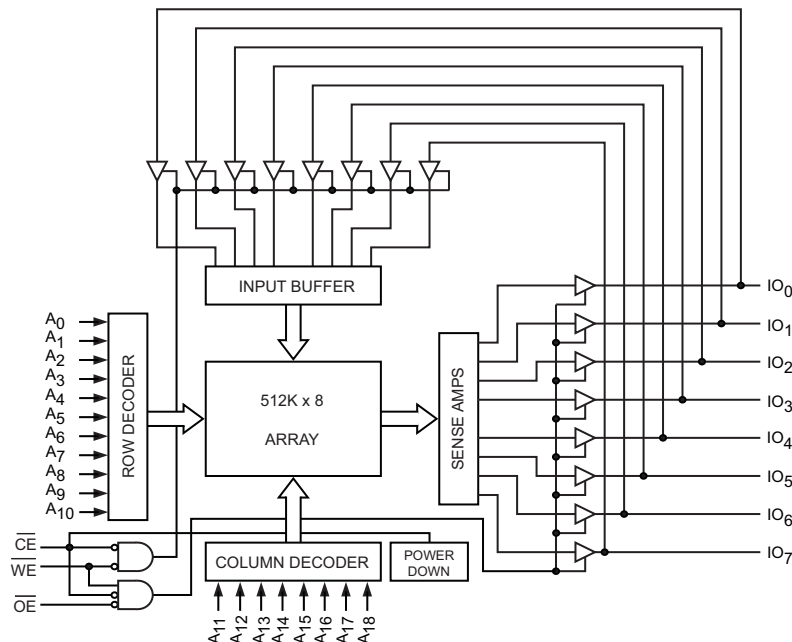 INPUT BUFFER
A0
A1
A2
A3
A4
A5
A6
A7
A8
A9
A10
ROW DECODER
512K x 8
ARRAY
SENSE AMPS
IO0
IO1
IO2
IO3
IO4
IO5
IO6
IO7
CE
WE
OE
COLUMN DECODER
POWER
DOWN
A11
A12
A13
A14
A15
A16
A17
A18